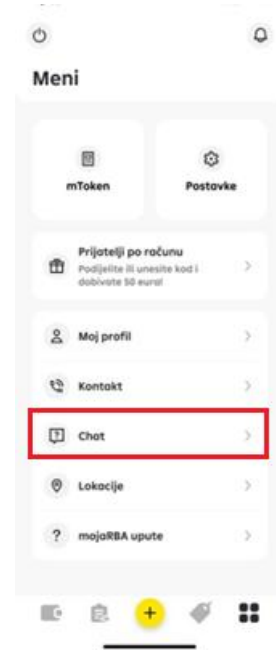 Meni
mToken
Postavke
Prijatelji po računu
Podijelite ili unesite kod i
dobivate 50 eura!
Moj profil
Kontakt
Chat
Lokacije
? mojaRBA upute